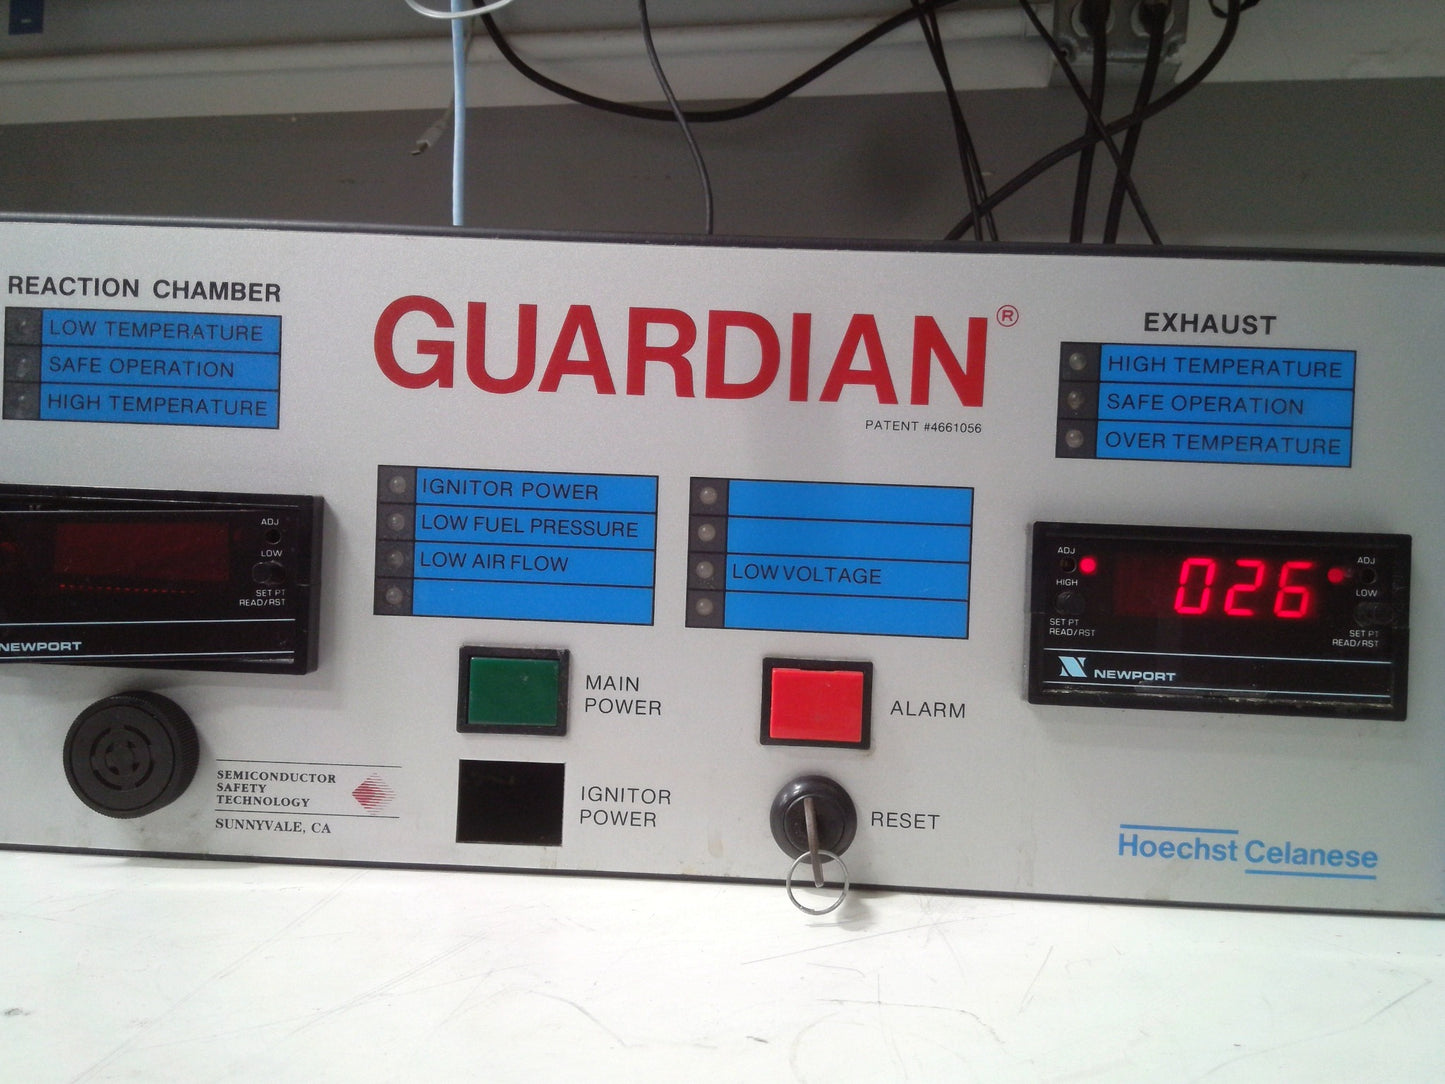 REACTION CHAMBER
LOW TEMPERATURE
SAFE OPERATION
HIGH TEMPERATURE
GUARDIAN®
PATENT #4661056
EXHAUST
HIGH TEMPERATURE
SAFE OPERATION
OVER TEMPERATURE
IGNITOR POWER
LOW FUEL PRESSURE
LOW AIR FLOW
LOW VOLTAGE
ADJ
LOW
SET PT
READ/RST
NEWPORT
ADJ
HIGH
SET PT
READ/RST
026
ADJ
LOW
SET PT
READ/RST
N NEWPORT
MAIN
POWER
ALARM
IGNITOR
POWER
RESET
SEMICONDUCTOR
SAFETY
TECHNOLOGY
SUNNYVALE, CA
Hoechst Celanese